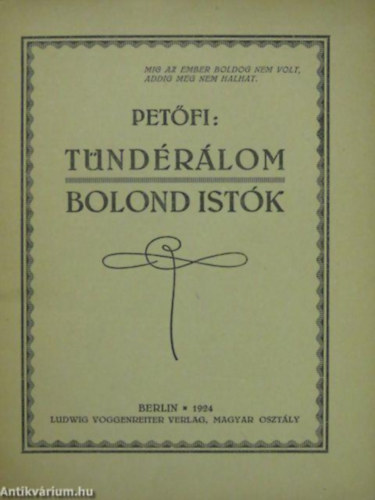 MIG AZ EMBER BOLDOG NEM VOLT,
ADDIG MEG NEM HALHAT.
PETŐFI:
TÜNDÉRÁLOM
BOLOND ISTÓK
BERLIN * 1924
LUDWIG VOGGENREITER VERLAG, MAGYAR OSZTÁLY
Antikvárium.hu